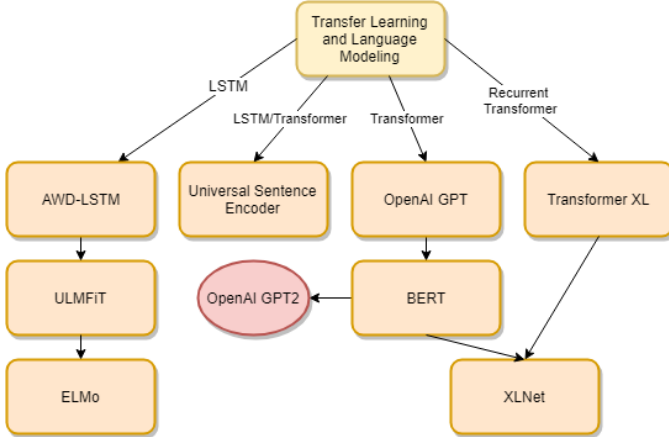 Transfer Learning
and Language
Modeling
LSTM
LSTM/Transformer
Transformer
Recurrent
Transformer
AWD-LSTM
Universal Sentence
Encoder
OpenAI GPT
Transformer XL
ULMFiT
OpenAI GPT2
BERT
ELMo
XLNet